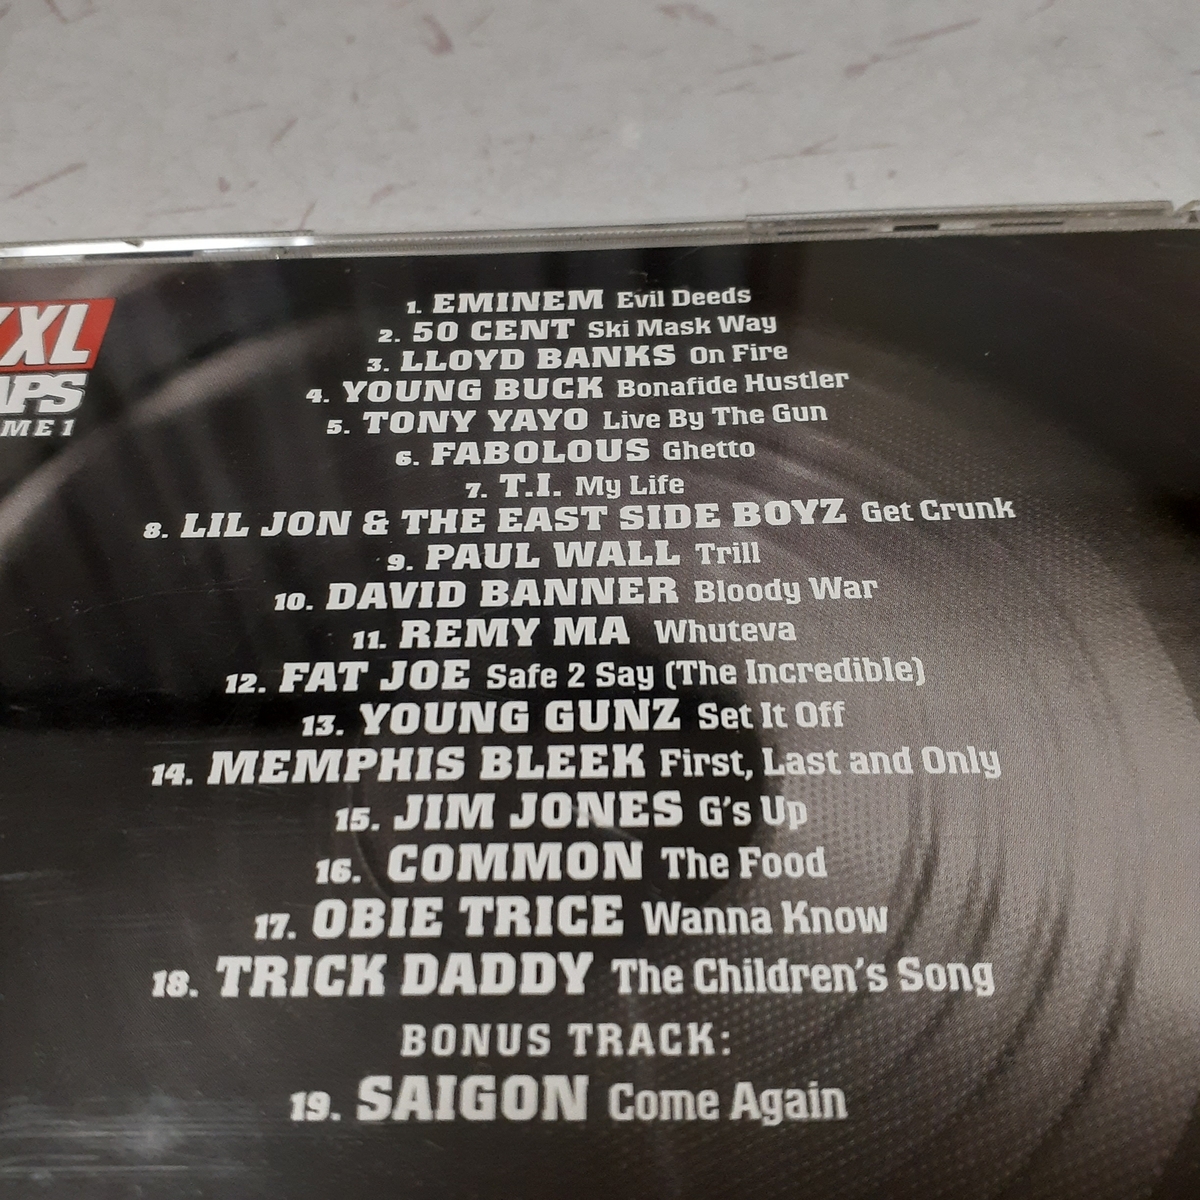 XXL
ME 1
1. EMINEM Evil Deeds
2. 50 CENT Ski Mask Way
3. LLOYD BANKS On Fire
4. YOUNG BUCK Bonafide Hustler
5. TONY YAYO Live By The Gun
6. FABOLOUS Ghetto
7. T.I. My Life
8. LIL JON & THE EAST SIDE BOYZ Get Crunk
9. PAUL WALL Trill
10. DAVID BANNER Bloody War
11. REMY MA Whuteva
12. FAT JOE Safe 2 Say (The Incredible)
13. YOUNG GUNZ Set It Off
14. MEMPHIS BLEEK First, Last and Only
15. JIM JONES G's Up
16. COMMON The Food
17. OBIE TRICE Wanna Know
18. TRICK DADDY The Children's Song
BONUS TRACK:
19. SAIGON Come Again